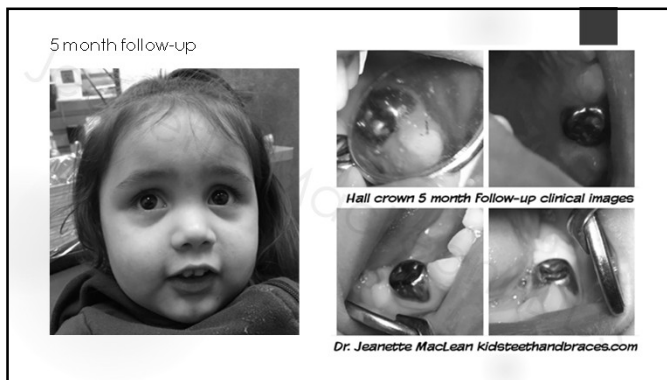 5 month follow-up
Hall crown 5 month Follow-up clinical images
Dr. Jeanette MacLean kidsteethandbraces.com